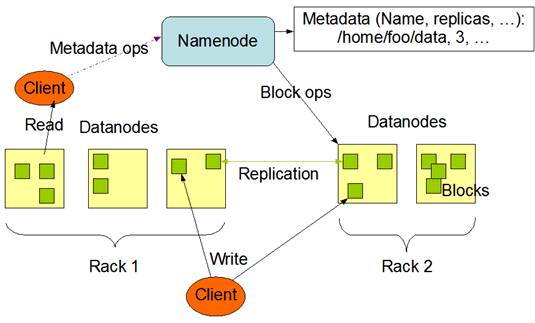 Metadata (Name, replicas, …):
/home/foo/data, 3, …
Namenode
Metadata ops
Client
Block ops
Read
Datanodes
Datanodes
Replication
Blocks
Rack 1
Write
Rack 2
Client